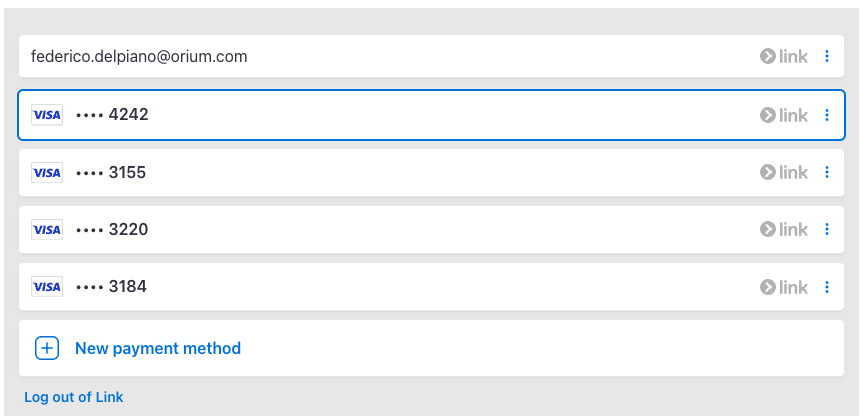 federico.delpiano@orium.com link
VISA •••• 4242 link
VISA •••• 3155 link
VISA •••• 3220 link
VISA •••• 3184 link
New payment method
Log out of Link